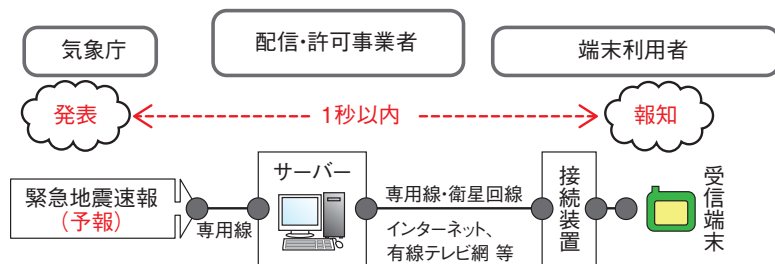 気象庁
配信・許可事業者
端末利用者
発表
1秒以内
報知
緊急地震速報
(予報)
専用線
サーバー
専用線・衛星回線
インターネット、
有線テレビ網 等
接続装置
受信端末